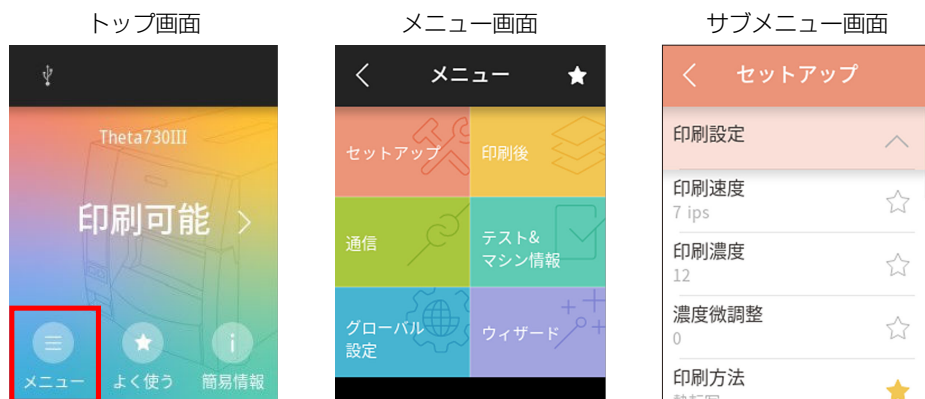 トップ画面
メニュー画面
サブメニュー画面
Theta730III
印刷可能
メニュー
よく使う
簡易情報
メニュー
セットアップ
印刷後
通信
テスト&
マシン情報
グローバル
設定
ウィザード
セットアップ
印刷設定
印刷速度
7 ips
印刷濃度
12
濃度微調整
0
印刷方法